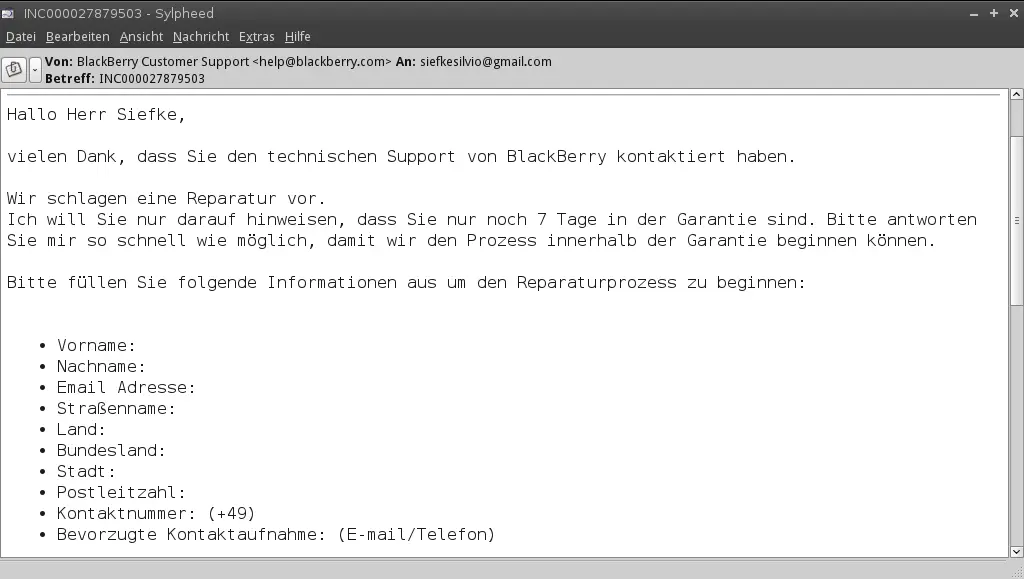 INC000027879503 - Sylpheed
Datei Bearbeiten Ansicht Nachricht Extras Hilfe
Von: BlackBerry Customer Support <help@blackberry.com> An: siefkesilvio@gmail.com
Betreff: INC000027879503
Hallo Herr Siefke,
vielen Dank, dass Sie den technischen Support von BlackBerry kontaktiert haben.
Wir schlagen eine Reparatur vor.
Ich will Sie nur darauf hinweisen, dass Sie nur noch 7 Tage in der Garantie sind. Bitte antworten
Sie mir so schnell wie möglich, damit wir den Prozess innerhalb der Garantie beginnen können.
Bitte füllen Sie folgende Informationen aus um den Reparaturprozess zu beginnen:
• Vorname:
• Nachname:
• Email Adresse:
• Straßenname:
• Land:
• Bundesland:
• Stadt:
• Postleitzahl:
• Kontaktnummer: (+49)
• Bevorzugte Kontaktaufnahme: (E-mail/Telefon)